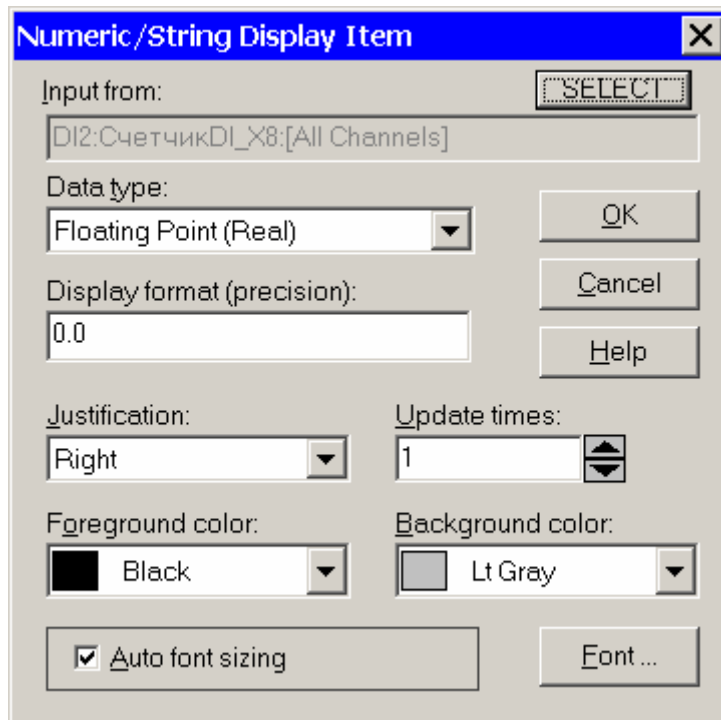 Numeric/String Display Item
Input from:
SELECT
DI2:СчетчикDI_X8:[All Channels]
Data type:
Floating Point (Real)
OK
Display format (precision):
Cancel
0.0
Help
Justification:
Update times:
Right
1
Foreground color:
Background color:
Black
Lt Gray
Auto font sizing
Font ...